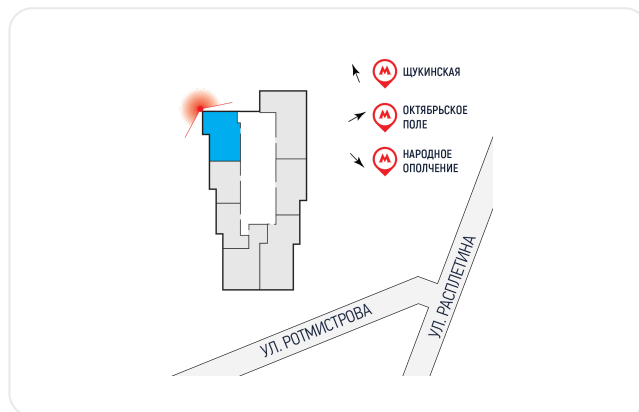 М ЩУКИНСКАЯ
М ОКТЯБРЬСКОЕ
ПОЛЕ
М НАРОДНОЕ
ОПОЛЧЕНИЕ
УЛ. РОТМИСТРОВА
УЛ. РАСПЛЕТИНА